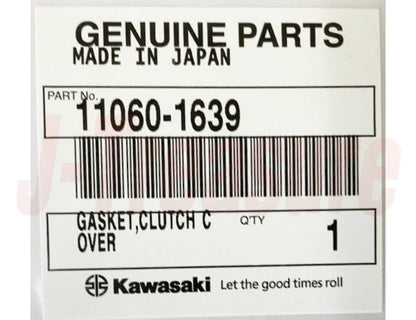 GENUINE PARTS
MADE IN JAPAN
PART No.
11060-1639
GASKET,CLUTCH C
OVER
Q'TY
1
Kawasaki Let the good times roll
J-Treasure